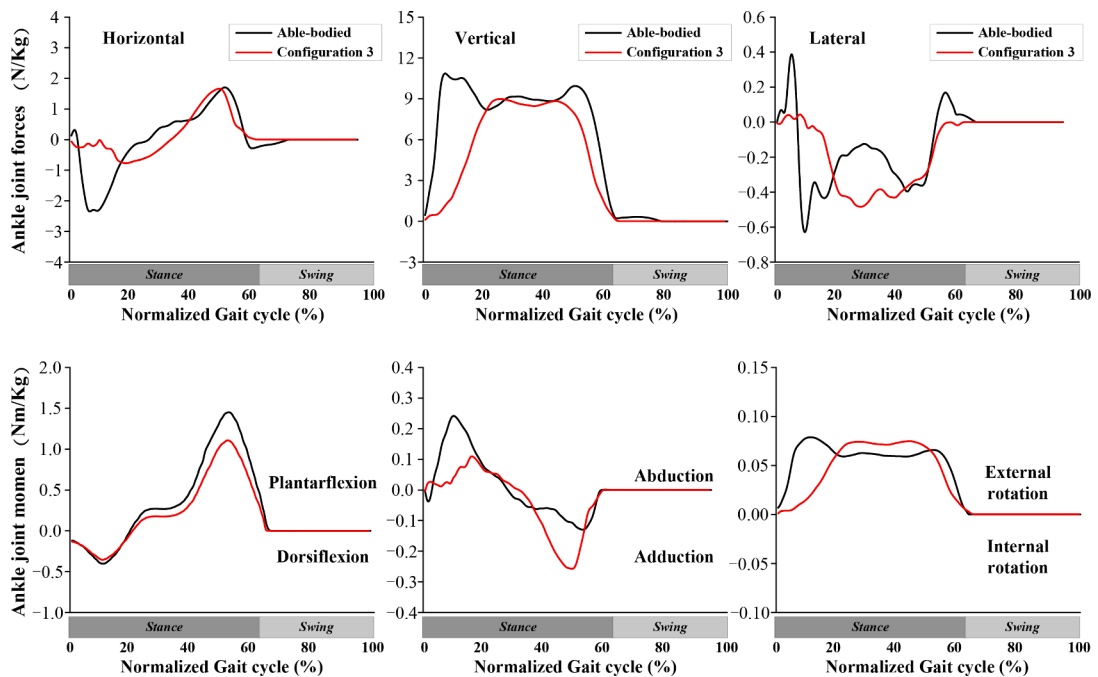 Ankle joint forces （N/Kg）
Horizontal
Able-bodied
Configuration 3
4
3
2
1
0
−1
−2
−3
4
Stance
Swing
0 20 40 60 80 100
Normalized Gait cycle (%)
Vertical
Able-bodied
Configuration 3
15
12
9
6
3
0
−3
Stance
Swing
0 20 40 60 80 100
Normalized Gait cycle (%)
Lateral
Able-bodied
Configuration 3
0.6
0.4
0.2
0.0
−0.2
−0.4
−0.6
−0.8
Stance
Swing
0 20 40 60 80 100
Normalized Gait cycle (%)
Ankle joint momen（Nm/Kg）
2.0
1.5
1.0
0.5
0.0
−0.5
−1.0
Plantarflexion
Dorsiflexion
Stance
Swing
0 20 40 60 80 100
Normalized Gait cycle (%)
0.4
0.3
0.2
0.1
0.0
−0.1
−0.2
−0.3
−0.4
Abduction
Adduction
Stance
Swing
0 20 40 60 80 100
Normalized Gait cycle (%)
0.15
0.10
0.05
0.00
−0.05
−0.10
External
rotation
Internal
rotation
Stance
Swing
0 20 40 60 80 100
Normalized Gait cycle (%)